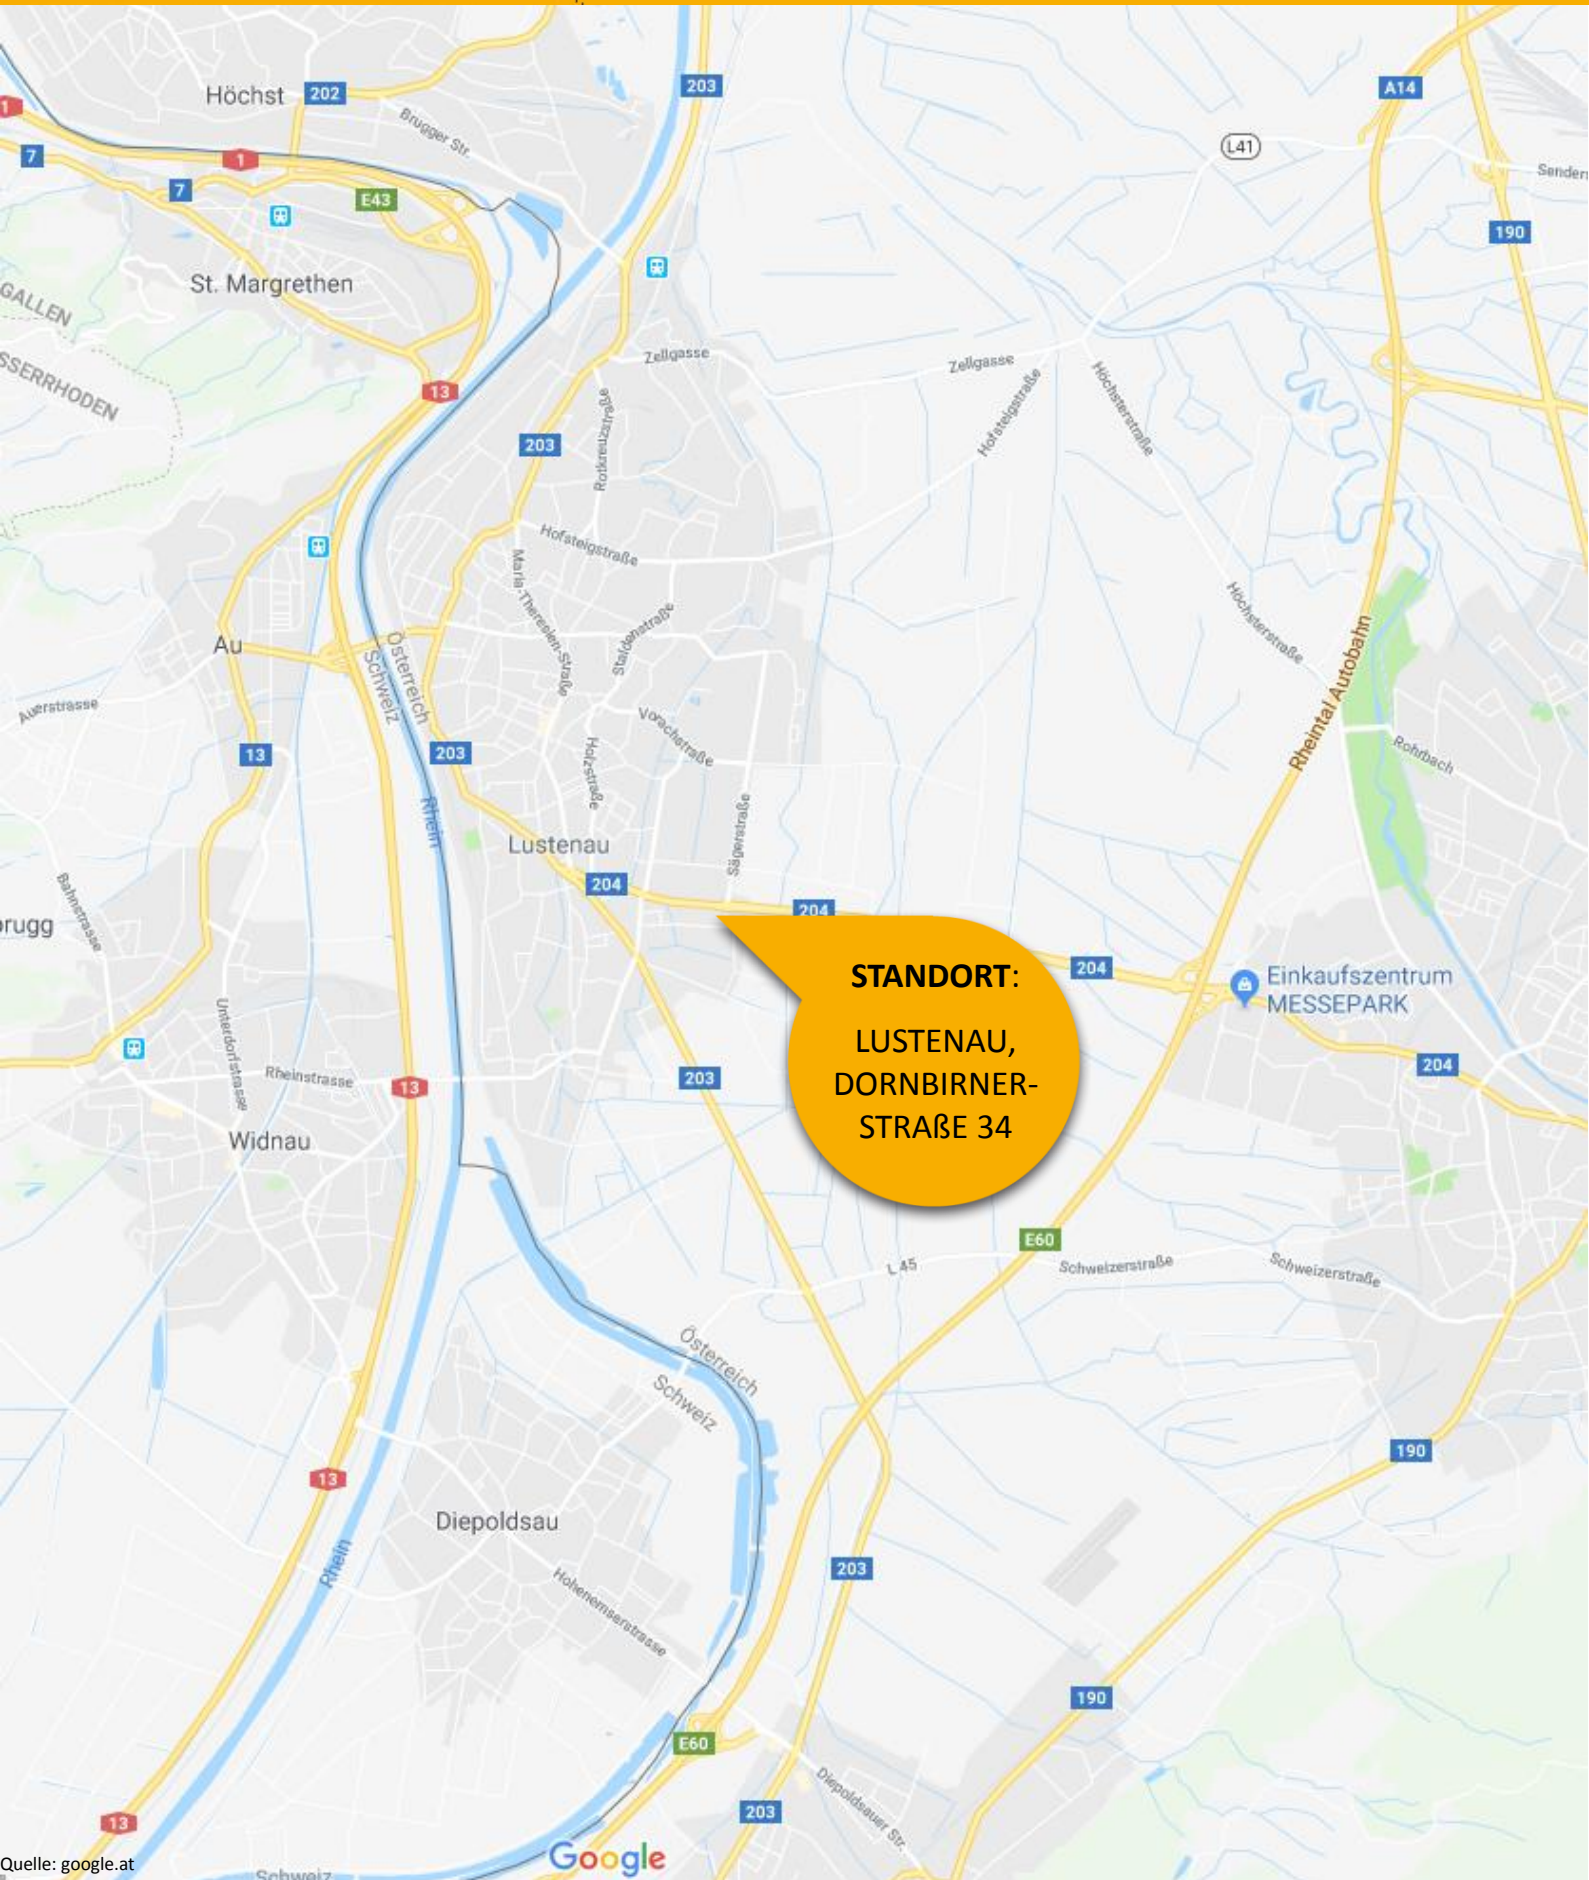 Höchst
202
203
A14
1
Brugger Str.
L41
7
1
7
E43
190
St. Margrethen
GALLEN
SSERRHODEN
Zellgasse
Zellgasse
Höchsterstraße
Hofsteigstraße
13
Rotkreuzstraße
203
Hofsteigstraße
Maria-Theresien-Straße
Staldenstraße
Höchsterstraße
Au
Österreich
Schweiz
Rheintal Autobahn
Auerstrasse
Vorachstraße
13
203
Holzstraße
Rohrbach
Rhein
Sägerstraße
Lustenau
204
204
Bahnstrasse
rugg
STANDORT:
LUSTENAU,
DORNBIRNER-
STRAßE 34
204
Einkaufszentrum
MESSEPARK
Unterdorfstrasse
Rheinstrasse
13
203
204
Widnau
E60
L 45
Schweizerstraße
Schweizerstraße
Österreich
Schweiz
190
13
Diepoldsau
Rhein
203
Hohenemserstrasse
190
E60
Diepoldsauer Str.
13
203
Google
Quelle: google.at
Schweiz